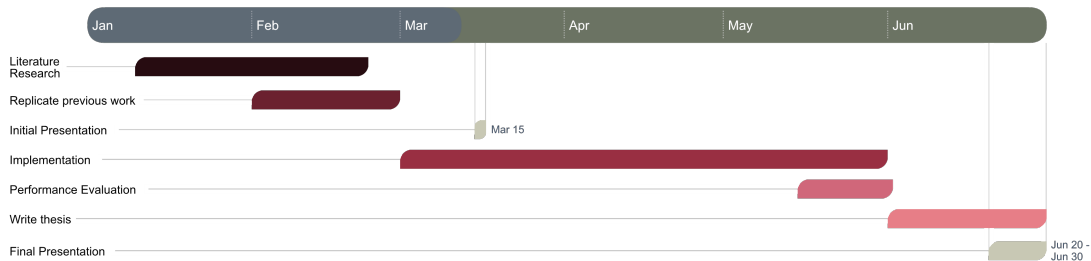 Jan Feb Mar Apr May Jun
Literature
Research
Replicate previous work
Initial Presentation Mar 15
Implementation
Performance Evaluation
Write thesis
Final Presentation Jun 20 -
Jun 30